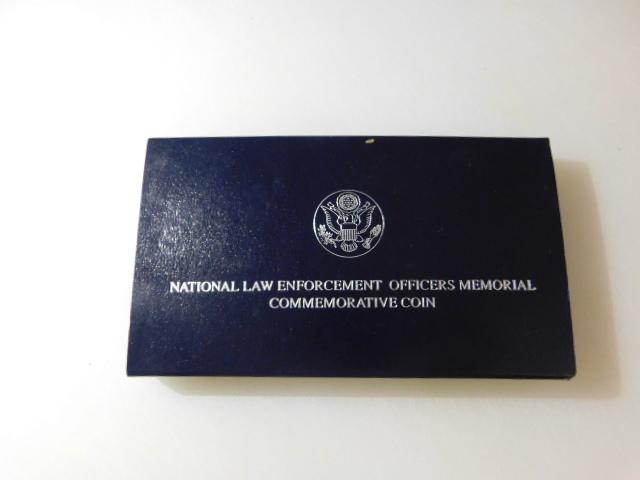 NATIONAL LAW ENFORCEMENT OFFICERS MEMORIAL
COMMEMORATIVE COIN